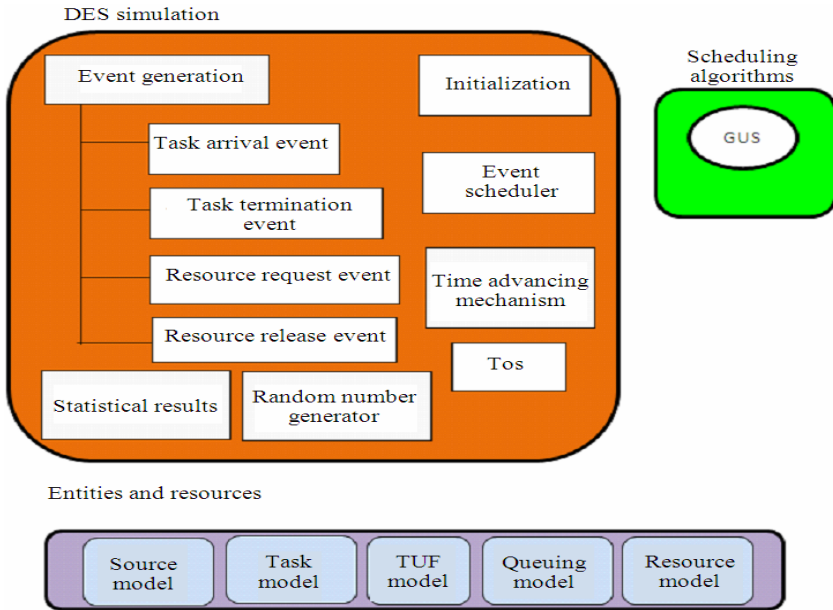 DES simulation
Event generation
Task arrival event
Task termination
event
Resource request event
Resource release event
Statistical results
Random number
generator
Initialization
Event
scheduler
Time advancing
mechanism
Tos
Scheduling
algorithms
GUS
Entities and resources
Source
model
Task
model
TUF
model
Queuing
model
Resource
model